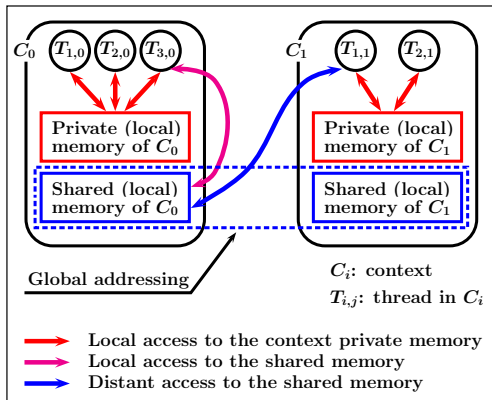 C₀ T₁,₀ T₂,₀ T₃,₀
C₁ T₁,₁ T₂,₁
Private (local)
memory of C₀
Private (local)
memory of C₁
Shared (local)
memory of C₀
Shared (local)
memory of C₁
Global addressing
Cᵢ: context
Tᵢ,ⱼ: thread in Cᵢ
Local access to the context private memory
Local access to the shared memory
Distant access to the shared memory